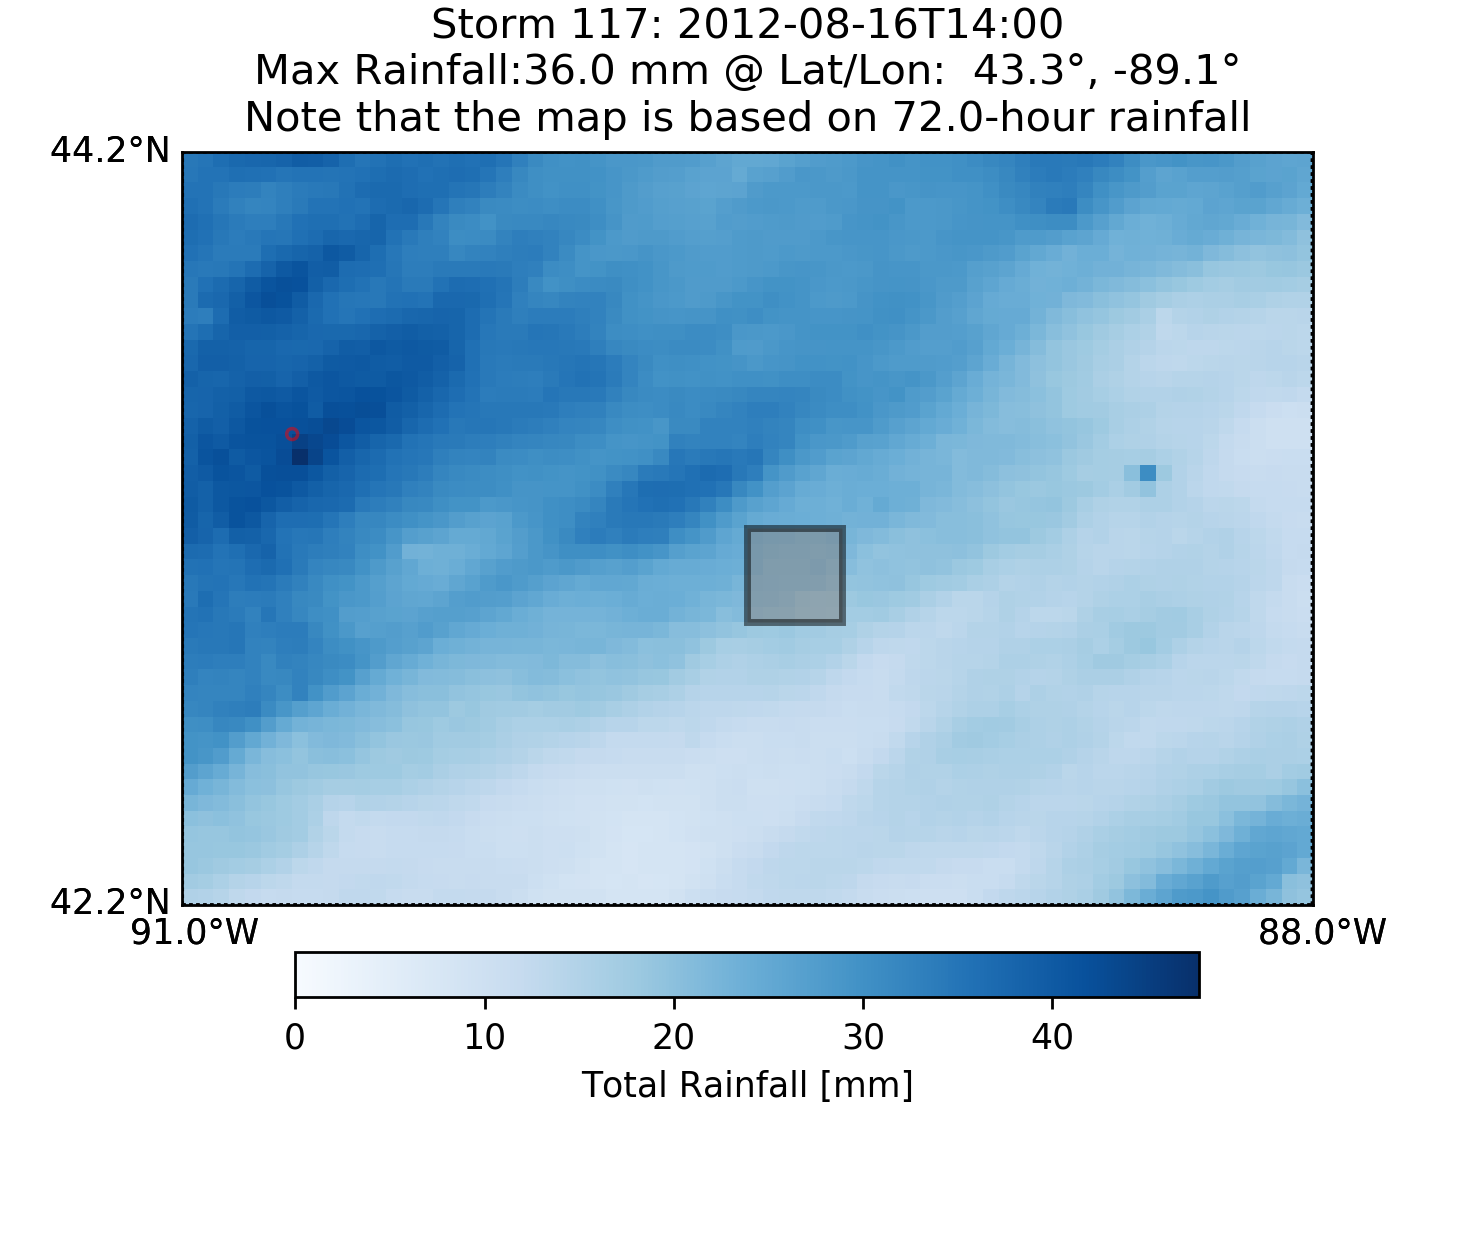 Storm 117: 2012-08-16T14:00
Max Rainfall:36.0 mm @ Lat/Lon:  43.3°, -89.1°
Note that the map is based on 72.0-hour rainfall
44.2°N
42.2°N
91.0°W 88.0°W
0 10 20 30 40
Total Rainfall [mm]